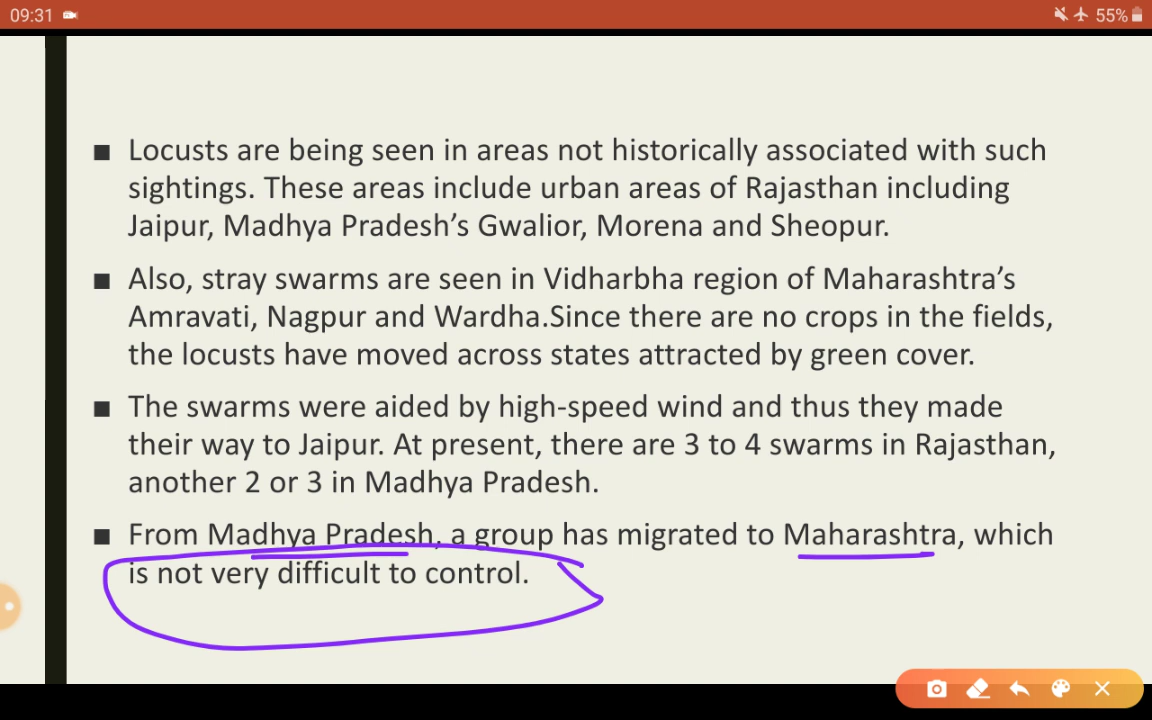 09:31
55%
■ Locusts are being seen in areas not historically associated with such
sightings. These areas include urban areas of Rajasthan including
Jaipur, Madhya Pradesh’s Gwalior, Morena and Sheopur.
■ Also, stray swarms are seen in Vidharbha region of Maharashtra’s
Amravati, Nagpur and Wardha.Since there are no crops in the fields,
the locusts have moved across states attracted by green cover.
■ The swarms were aided by high-speed wind and thus they made
their way to Jaipur. At present, there are 3 to 4 swarms in Rajasthan,
another 2 or 3 in Madhya Pradesh.
■ From Madhya Pradesh, a group has migrated to Maharashtra, which
is not very difficult to control.